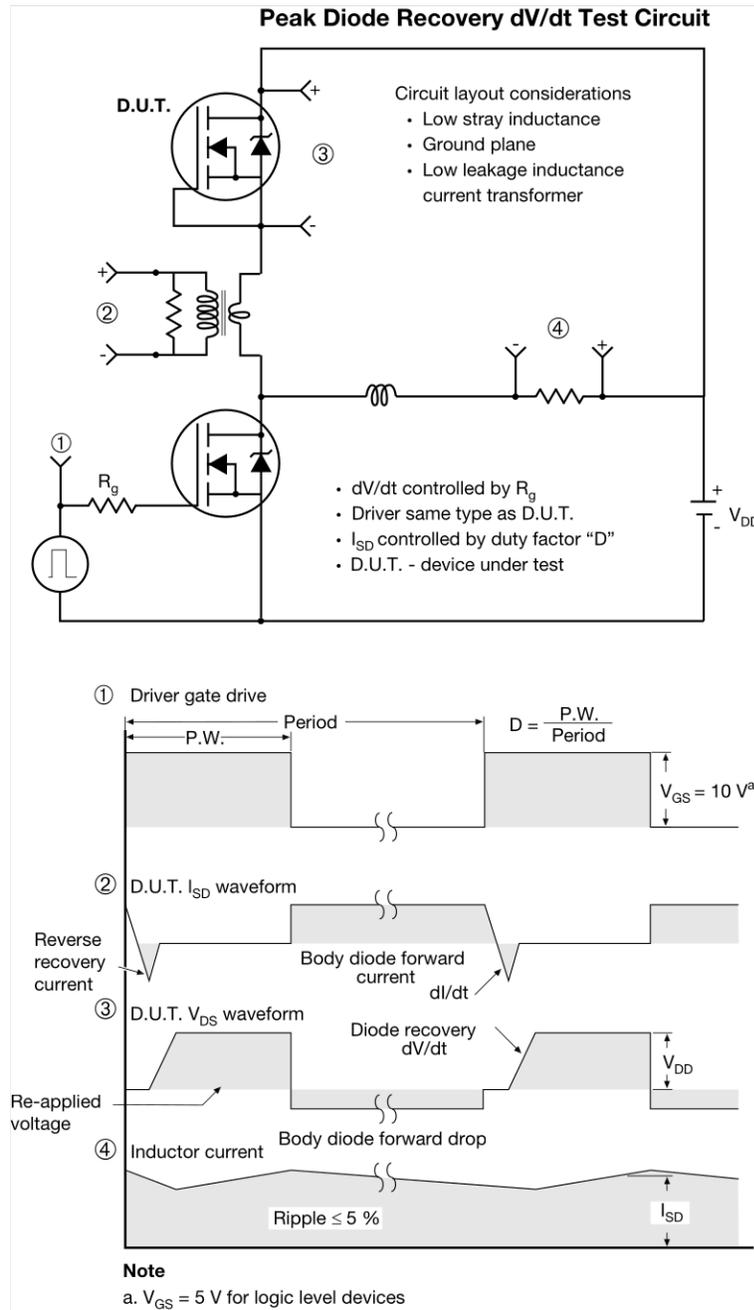 Peak Diode Recovery dV/dt Test Circuit
D.U.T.
+
Circuit layout considerations
• Low stray inductance
• Ground plane
• Low leakage inductance
current transformer
③
-
+
②
-
④
-
+
①
Rg
• dV/dt controlled by Rg
• Driver same type as D.U.T.
• ISD controlled by duty factor “D”
• D.U.T. - device under test
+
VDD
-
① Driver gate drive
Period
P.W.
D = P.W.
Period
VGS = 10 Va
② D.U.T. ISD waveform
Reverse
recovery
current
Body diode forward
current
dI/dt
③ D.U.T. VDS waveform
Diode recovery
dV/dt
VDD
Re-applied
voltage
Body diode forward drop
④ Inductor current
Ripple ≤ 5 %
ISD
Note
a. VGS = 5 V for logic level devices